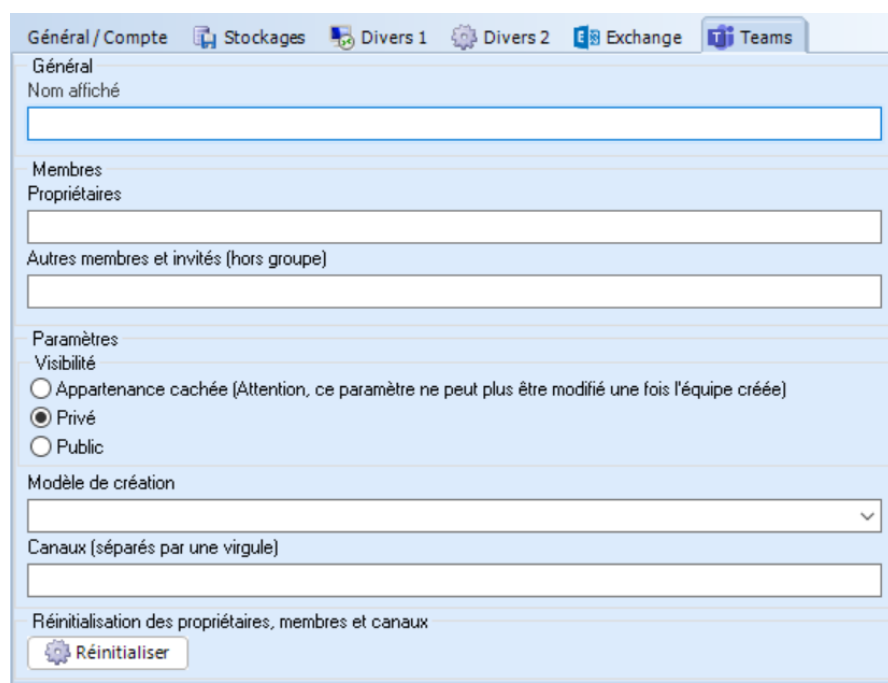 Général / Compte Stockages Divers 1 Divers 2 Exchange Teams
Général
Nom affiché
Membres
Propriétaires
Autres membres et invités (hors groupe)
Paramètres
Visibilité
Appartenance cachée (Attention, ce paramètre ne peut plus être modifié une fois l'équipe créée)
Privé
Public
Modèle de création
Canaux (séparés par une virgule)
Réinitialisation des propriétaires, membres et canaux
Réinitialiser